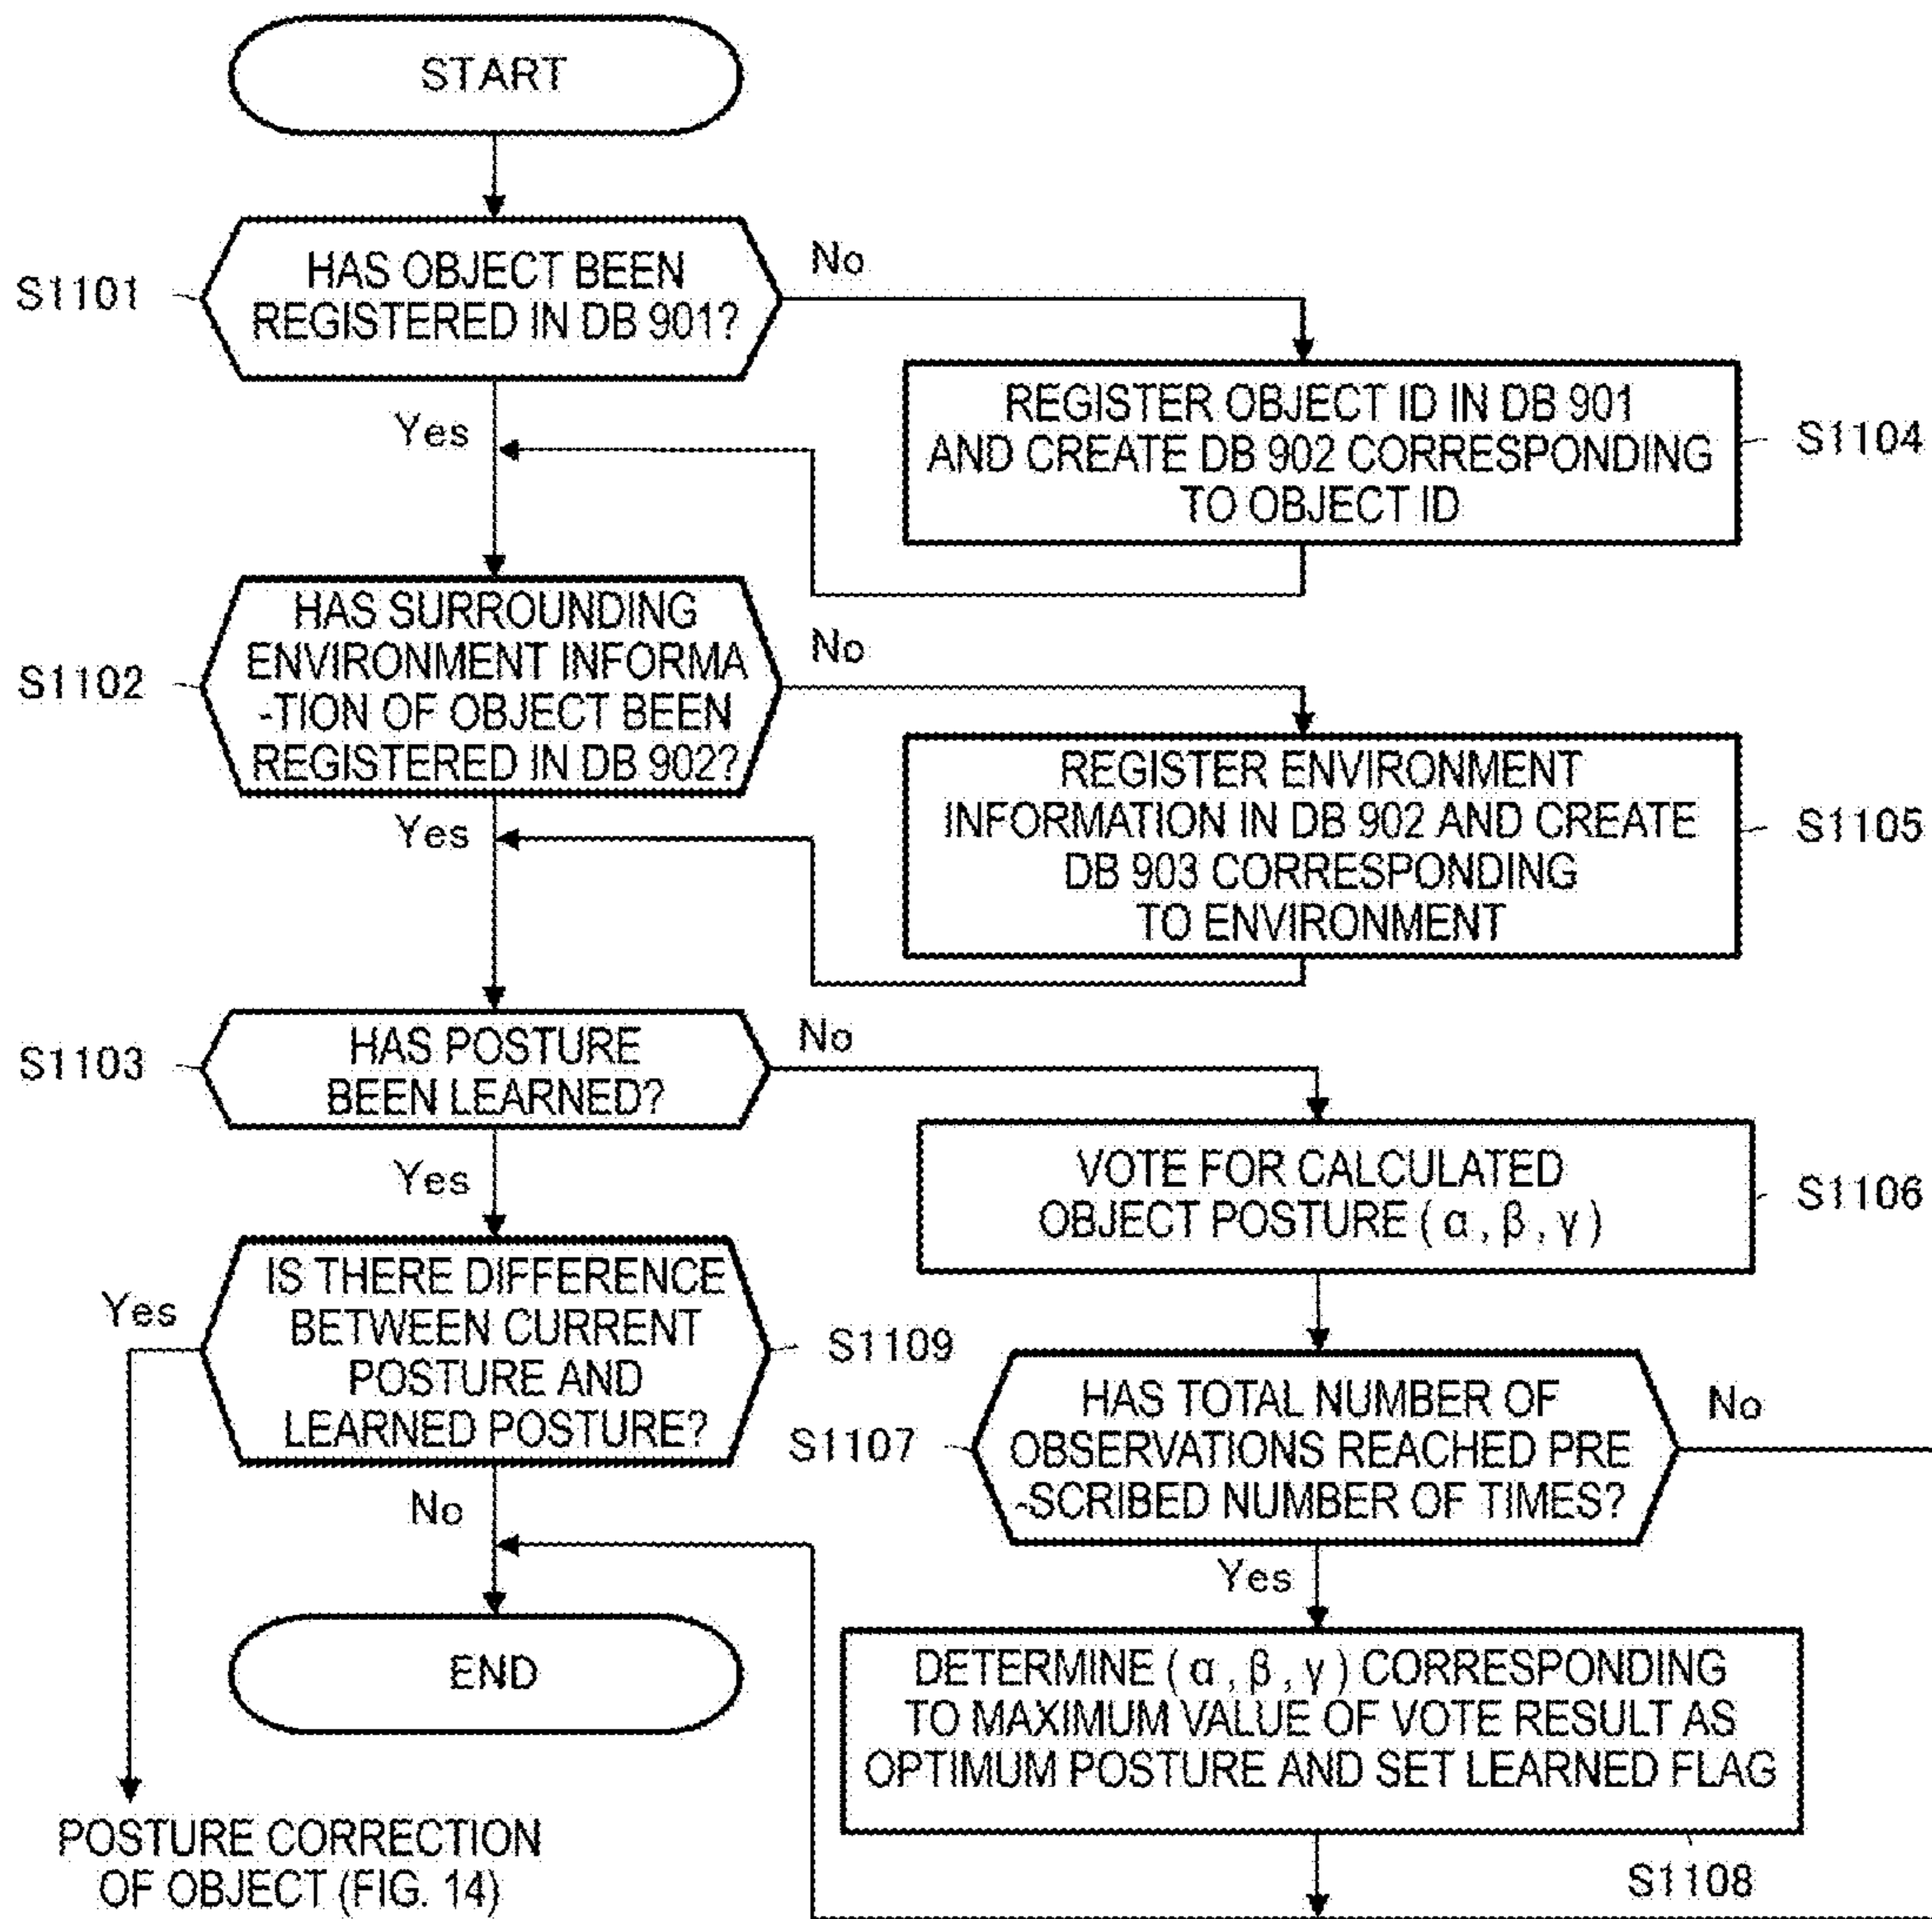 START
S1101
HAS OBJECT BEEN
REGISTERED IN DB 901?
No
Yes
REGISTER OBJECT ID IN DB 901
AND CREATE DB 902 CORRESPONDING
TO OBJECT ID
S1104
S1102
HAS SURROUNDING
ENVIRONMENT INFORMA
-TION OF OBJECT BEEN
REGISTERED IN DB 902?
No
Yes
REGISTER ENVIRONMENT
INFORMATION IN DB 902 AND CREATE
DB 903 CORRESPONDING
TO ENVIRONMENT
S1105
S1103
HAS POSTURE
BEEN LEARNED?
No
Yes
VOTE FOR CALCULATED
OBJECT POSTURE ( α , β , γ )
S1106
Yes
IS THERE DIFFERENCE
BETWEEN CURRENT
POSTURE AND
LEARNED POSTURE?
S1109
No
S1107
HAS TOTAL NUMBER OF
OBSERVATIONS REACHED PRE
-SCRIBED NUMBER OF TIMES?
No
Yes
END
DETERMINE ( α , β , γ ) CORRESPONDING
TO MAXIMUM VALUE OF VOTE RESULT AS
OPTIMUM POSTURE AND SET LEARNED FLAG
S1108
POSTURE CORRECTION
OF OBJECT (FIG. 14)